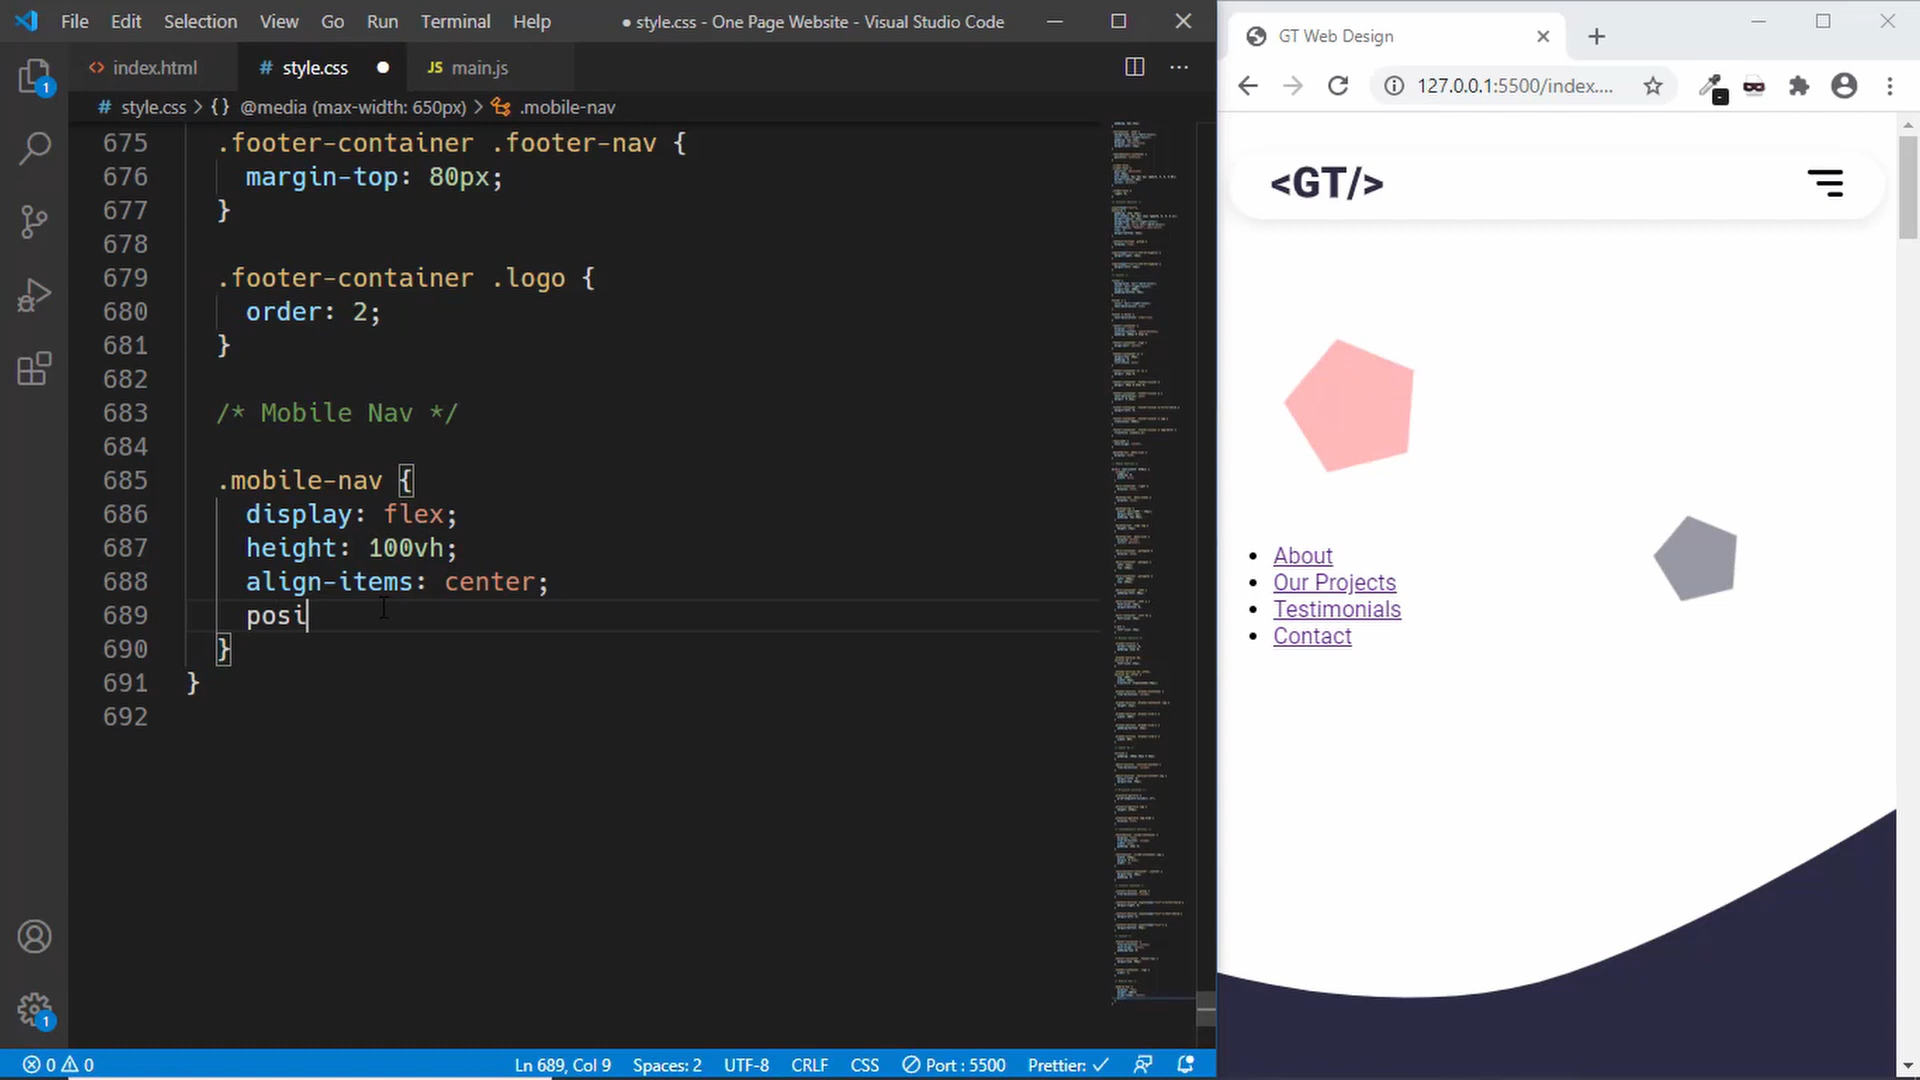 File Edit Selection View Go Run Terminal Help ● style.css - One Page Website - Visual Studio Code
GT Web Design
index.html # style.css JS main.js
127.0.0.1:5500/index....
# style.css > {} @media (max-width: 650px) > .mobile-nav
675 .footer-container .footer-nav {
676 margin-top: 80px;
677 }
678
679 .footer-container .logo {
680 order: 2;
681 }
682
683 /* Mobile Nav */
684
685 .mobile-nav {
686 display: flex;
687 height: 100vh;
688 align-items: center;
689 posi
690 }
691 }
692
1
1
<GT/>
• About
• Our Projects
• Testimonials
• Contact
0 0 Ln 689, Col 9 Spaces: 2 UTF-8 CRLF CSS Port : 5500 Prettier: ✓